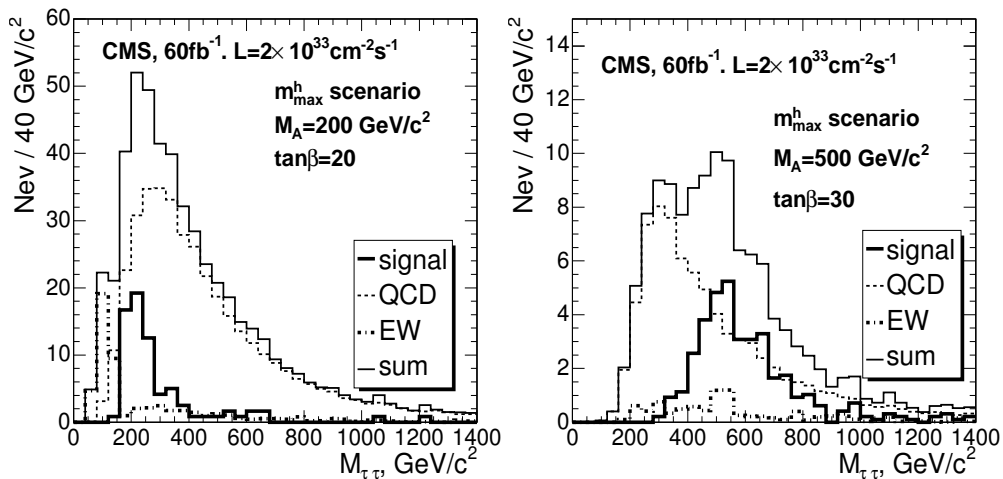 Nev / 40 GeV/c²
60
50
40
30
20
10
0
CMS, 60fb⁻¹. L=2× 10³³cm⁻²s⁻¹
mʰmax scenario
M_A=200 GeV/c²
tanβ=20
signal
QCD
EW
sum
0 200 400 600 800 1000 1200 1400
M_ττ, GeV/c²
Nev / 40 GeV/c²
14
12
10
8
6
4
2
0
CMS, 60fb⁻¹. L=2× 10³³cm⁻²s⁻¹
mʰmax scenario
M_A=500 GeV/c²
tanβ=30
signal
QCD
EW
sum
0 200 400 600 800 1000 1200 1400
M_ττ, GeV/c²